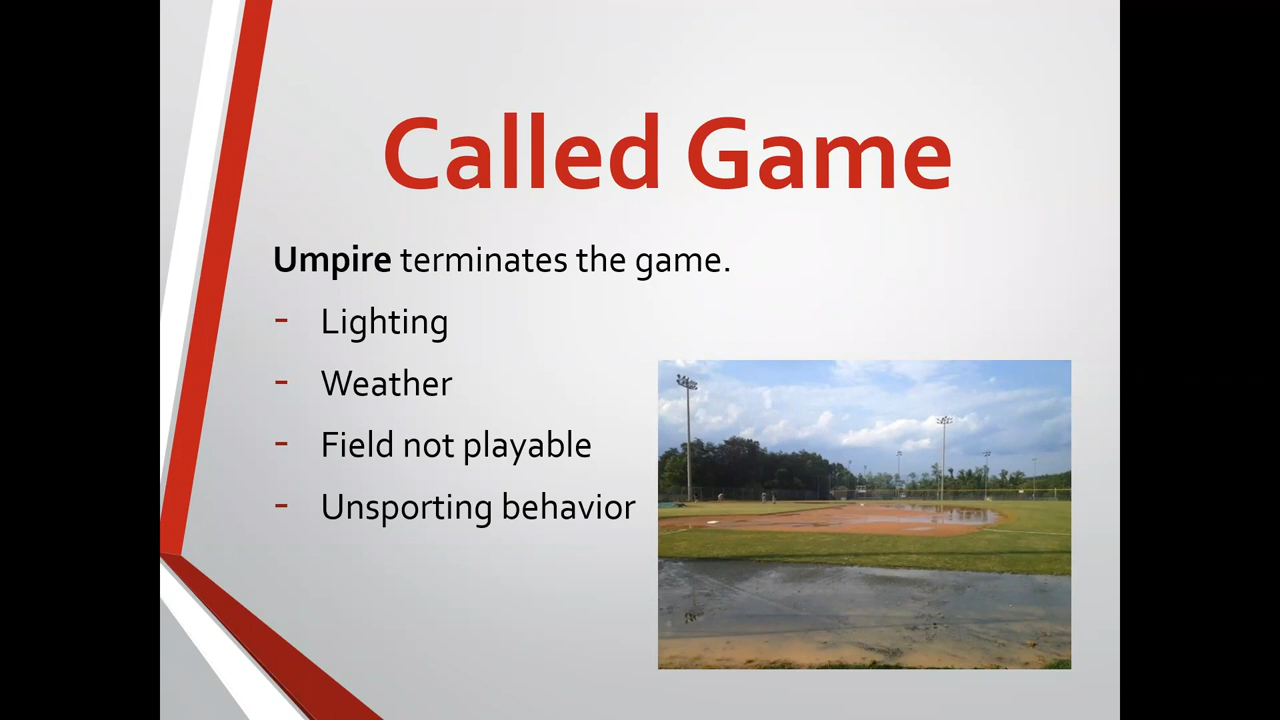 Called Game
Umpire terminates the game.
- Lighting
- Weather
- Field not playable
- Unsporting behavior